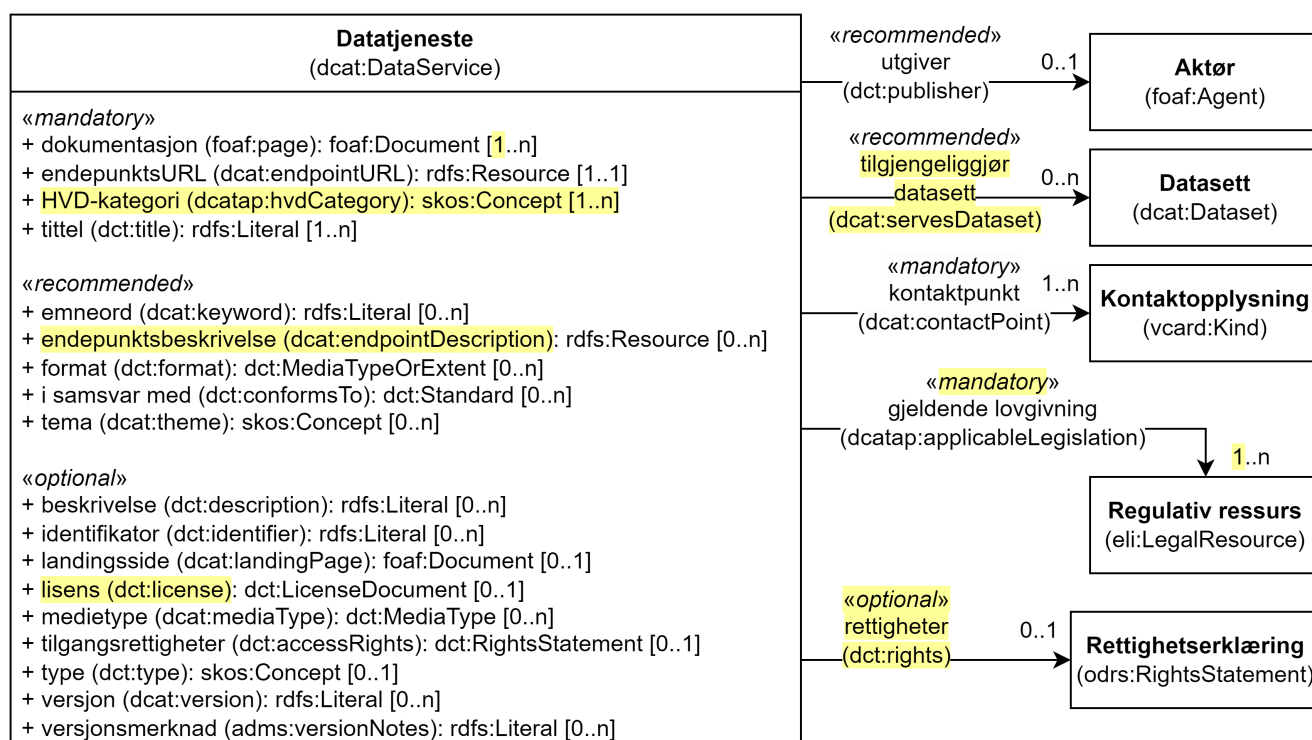 Datatjeneste
(dcat:DataService)
«mandatory»
+ dokumentasjon (foaf:page): foaf:Document [1..n]
+ endepunktsURL (dcat:endpointURL): rdfs:Resource [1..1]
+ HVD-kategori (dcatap:hvdCategory): skos:Concept [1..n]
+ tittel (dct:title): rdfs:Literal [1..n]
«recommended»
+ emneord (dcat:keyword): rdfs:Literal [0..n]
+ endepunktsbeskrivelse (dcat:endpointDescription): rdfs:Resource [0..n]
+ format (dct:format): dct:MediaTypeOrExtent [0..n]
+ i samsvar med (dct:conformsTo): dct:Standard [0..n]
+ tema (dcat:theme): skos:Concept [0..n]
«optional»
+ beskrivelse (dct:description): rdfs:Literal [0..n]
+ identifikator (dct:identifier): rdfs:Literal [0..n]
+ landingsside (dcat:landingPage): foaf:Document [0..1]
+ lisens (dct:license): dct:LicenseDocument [0..1]
+ medietype (dcat:mediaType): dct:MediaType [0..n]
+ tilgangsrettigheter (dct:accessRights): dct:RightsStatement [0..1]
+ type (dct:type): skos:Concept [0..1]
+ versjon (dcat:version): rdfs:Literal [0..n]
+ versjonsmerknad (adms:versionNotes): rdfs:Literal [0..n]
«recommended»
utgiver
(dct:publisher)
0..1
Aktør
(foaf:Agent)
«recommended»
tilgjengeliggjør
datasett
(dcat:servesDataset)
0..n
Datasett
(dcat:Dataset)
«mandatory»
kontaktpunkt
(dcat:contactPoint)
1..n
Kontaktopplysning
(vcard:Kind)
«mandatory»
gjeldende lovgivning
(dcatap:applicableLegislation)
1..n
Regulativ ressurs
(eli:LegalResource)
«optional»
rettigheter
(dct:rights)
0..1
Rettighetserklæring
(odrs:RightsStatement)